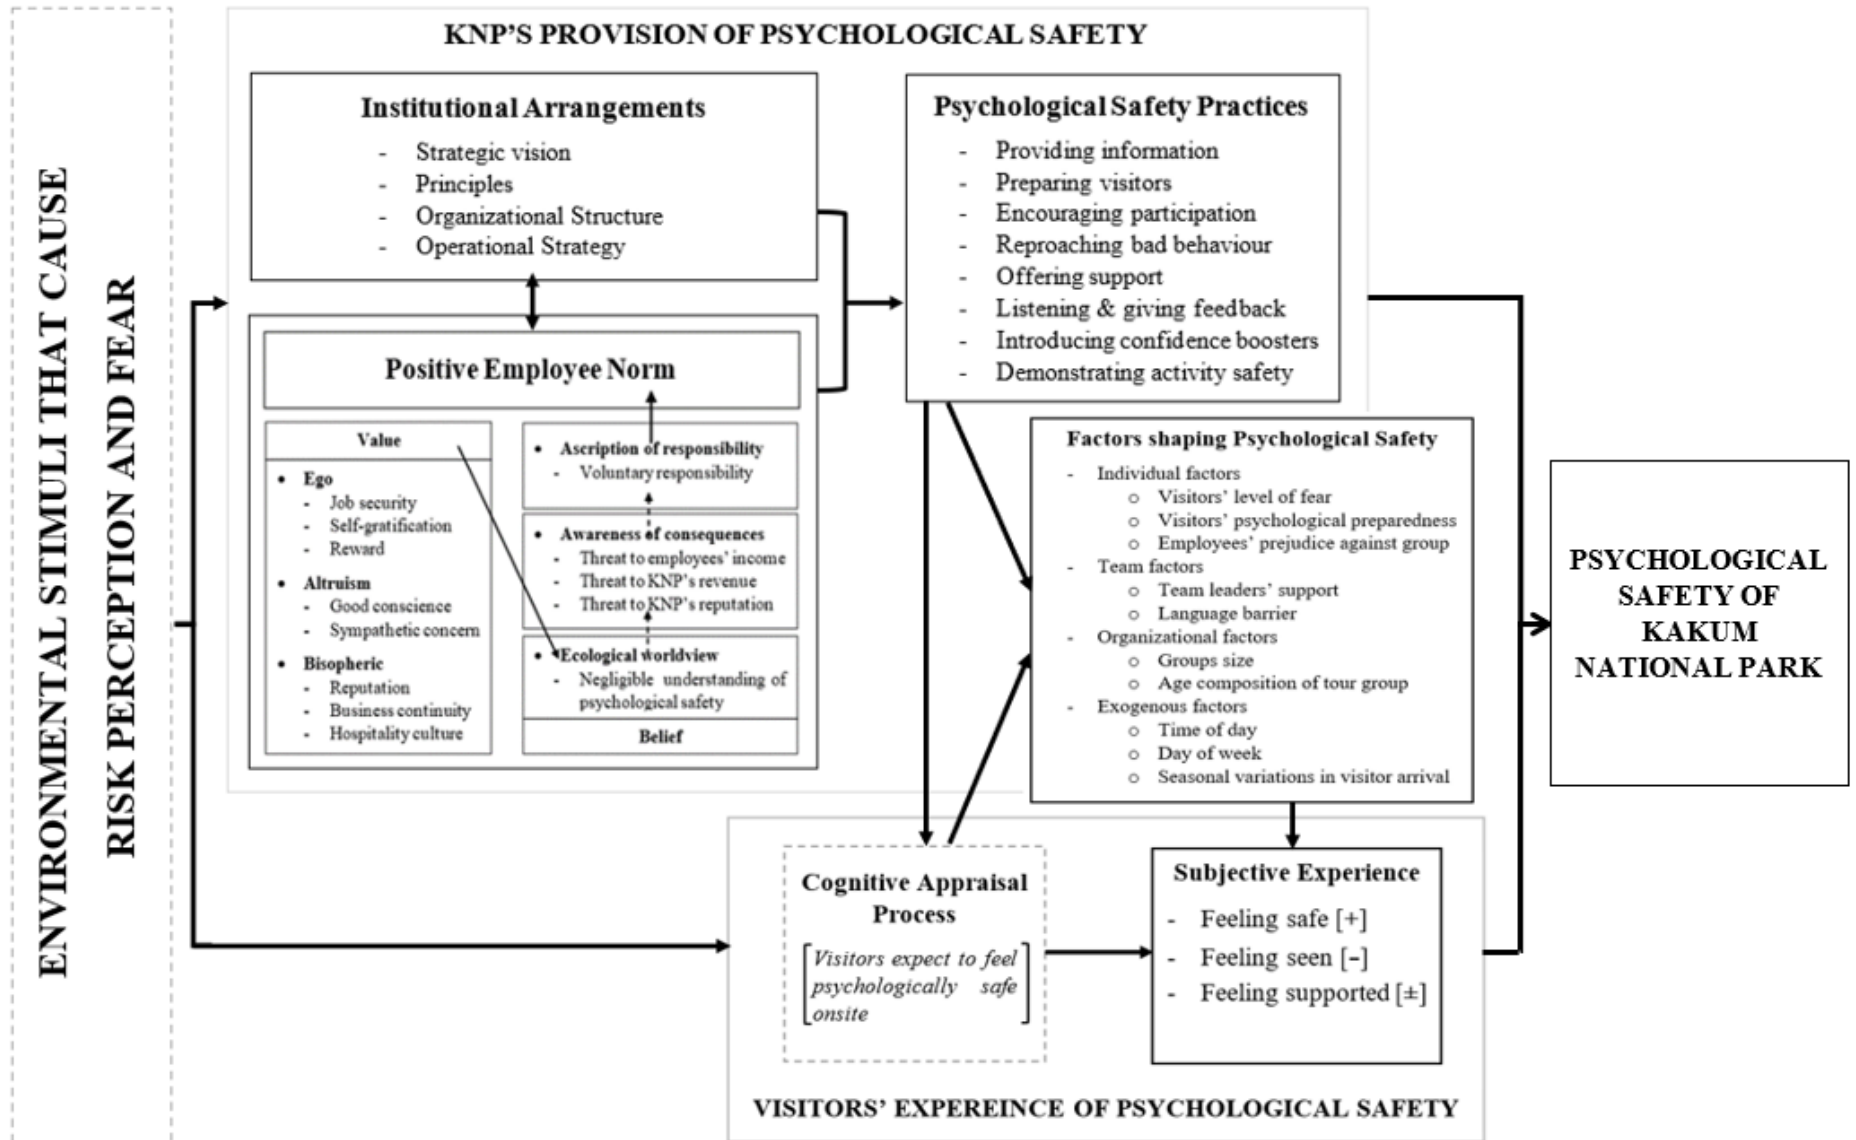 ENVIRONMENTAL STIMULI THAT CAUSE
RISK PERCEPTION AND FEAR
KNP'S PROVISION OF PSYCHOLOGICAL SAFETY
Institutional Arrangements
- Strategic vision
- Principles
- Organizational Structure
- Operational Strategy
Positive Employee Norm
Value
• Ego
- Job security
- Self-gratification
- Reward
• Altruism
- Good conscience
- Sympathetic concern
• Bisopheric
- Reputation
- Business continuity
- Hospitality culture
• Ascription of responsibility
- Voluntary responsibility
• Awareness of consequences
- Threat to employees' income
- Threat to KNP's revenue
- Threat to KNP's reputation
• Ecological worldview
- Negligible understanding of
psychological safety
Belief
Psychological Safety Practices
- Providing information
- Preparing visitors
- Encouraging participation
- Reproaching bad behaviour
- Offering support
- Listening & giving feedback
- Introducing confidence boosters
- Demonstrating activity safety
Factors shaping Psychological Safety
- Individual factors
o Visitors' level of fear
o Visitors' psychological preparedness
o Employees' prejudice against group
- Team factors
o Team leaders' support
o Language barrier
- Organizational factors
o Groups size
o Age composition of tour group
- Exogenous factors
o Time of day
o Day of week
o Seasonal variations in visitor arrival
Cognitive Appraisal
Process
[Visitors expect to feel
psychologically safe
onsite]
Subjective Experience
- Feeling safe [+]
- Feeling seen [−]
- Feeling supported [±]
VISITORS' EXPEREINCE OF PSYCHOLOGICAL SAFETY
PSYCHOLOGICAL
SAFETY OF
KAKUM
NATIONAL PARK